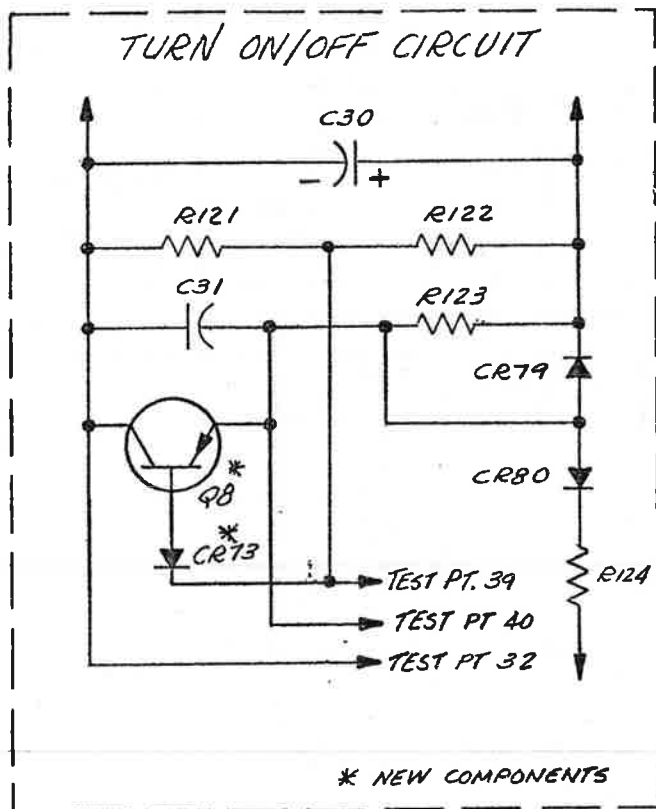 TURN ON/OFF CIRCUIT
C30
- +
R121
R122
C31
R123
CR79
Q8*
CR80
*
CR73
R124
TEST PT. 39
TEST PT 40
TEST PT 32
* NEW COMPONENTS